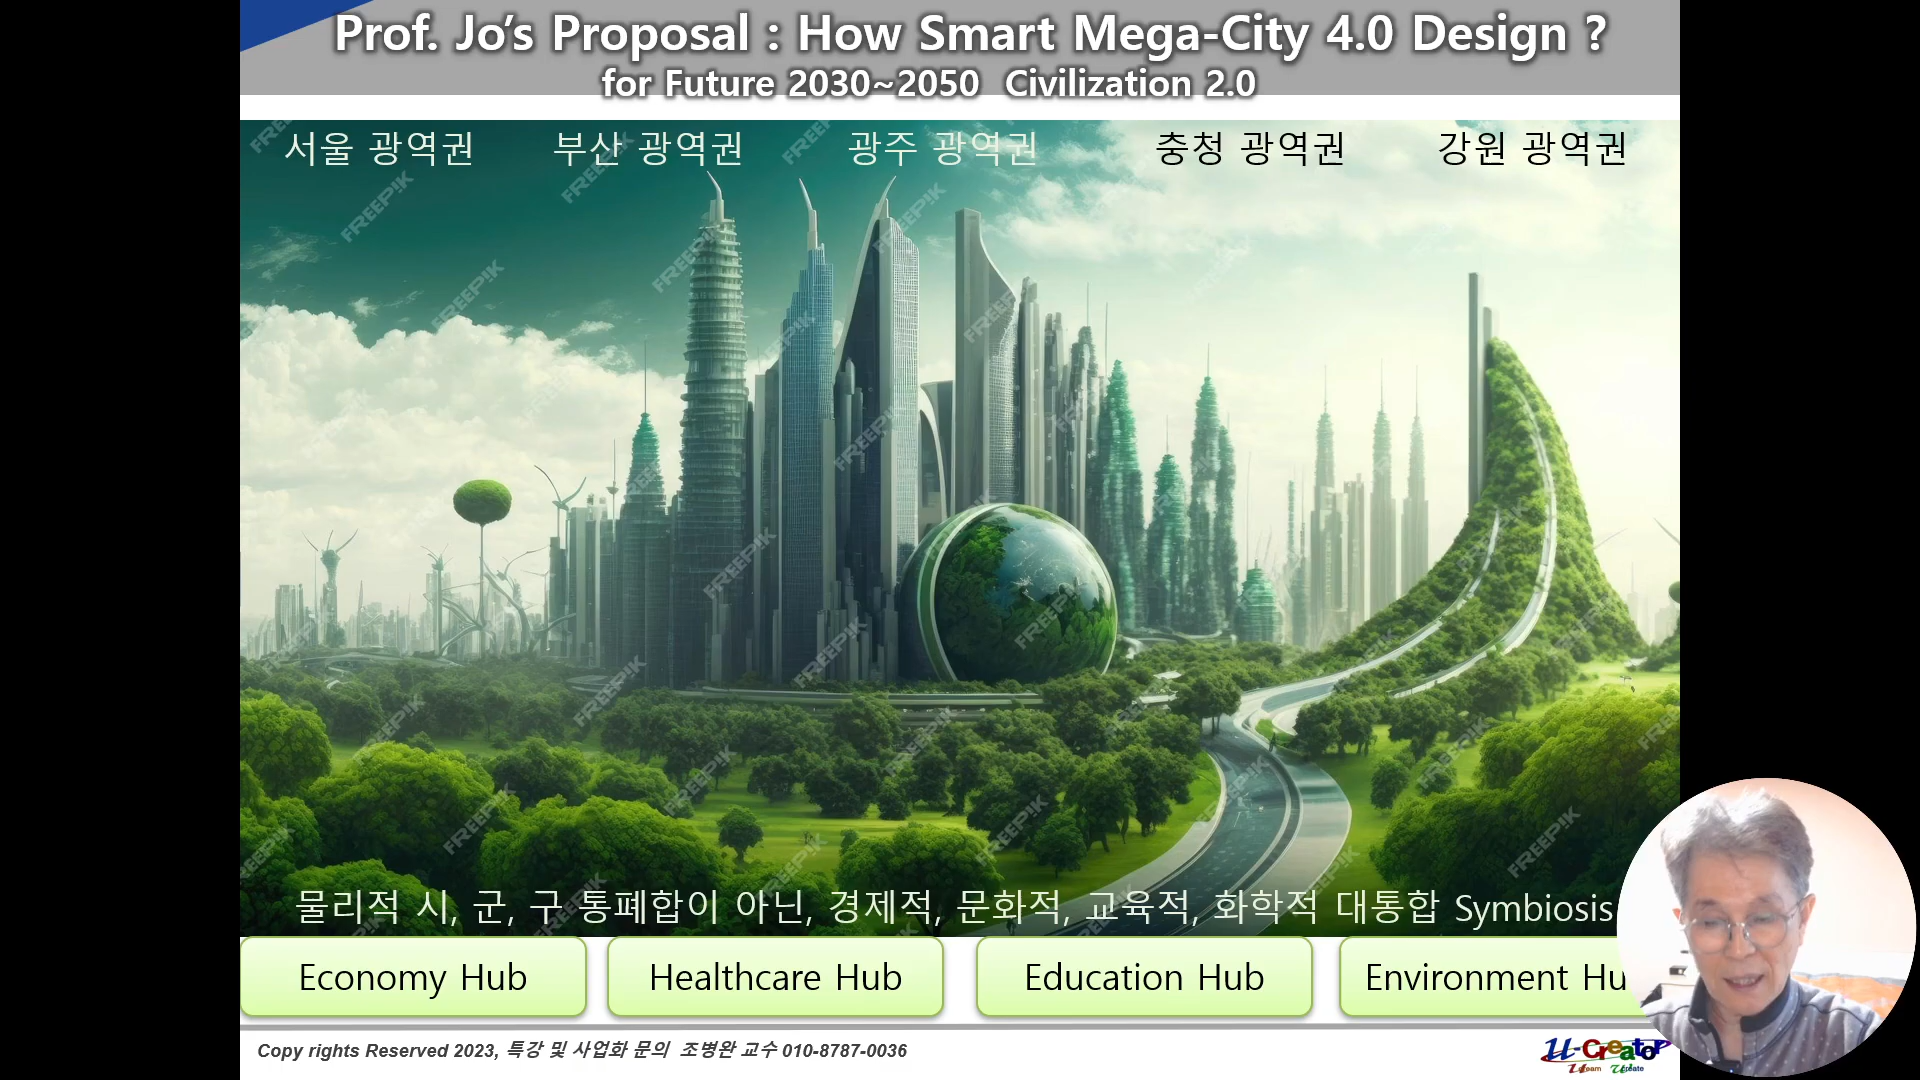 Prof. Jo’s Proposal : How Smart Mega-City 4.0 Design ?
for Future 2030~2050 Civilization 2.0
서울 광역권 부산 광역권 광주 광역권 충청 광역권 강원 광역권
물리적 시, 군, 구 통폐합이 아닌, 경제적, 문화적, 교육적, 화학적 대통합 Symbiosis
Economy Hub Healthcare Hub Education Hub Environment Hu
Copy rights Reserved 2023, 특강 및 사업화 문의 조병완 교수 010-8787-0036
U-Creator
FREEPIK